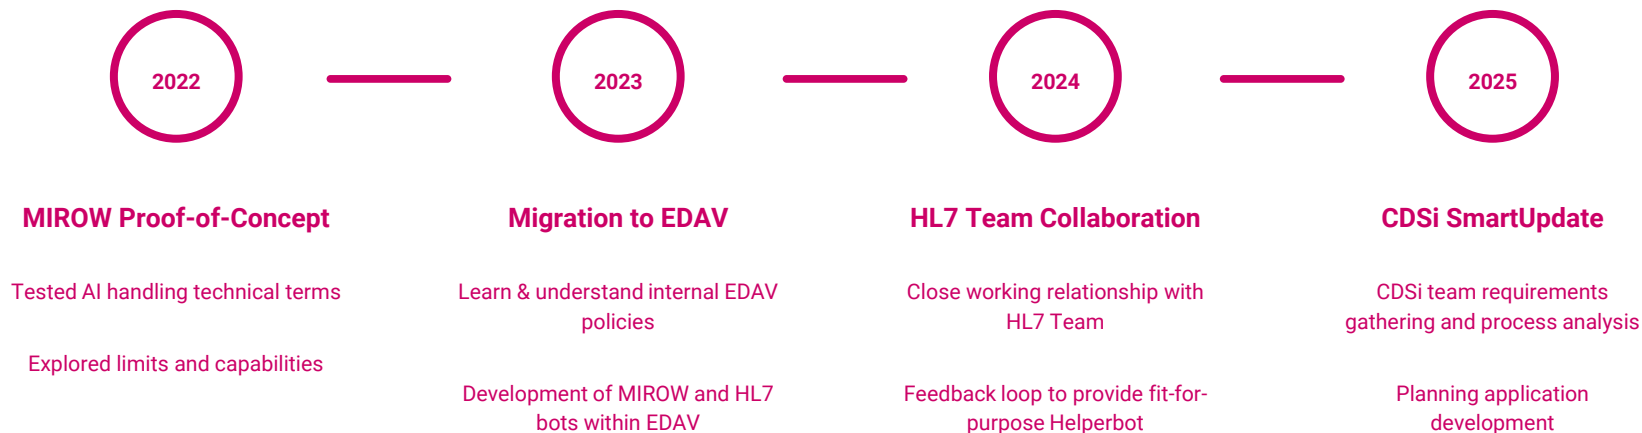 2022
2023
2024
2025
MIROW Proof-of-Concept
Tested AI handling technical terms
Explored limits and capabilities
Migration to EDAV
Learn & understand internal EDAV
policies
Development of MIROW and HL7
bots within EDAV
HL7 Team Collaboration
Close working relationship with
HL7 Team
Feedback loop to provide fit-for-
purpose Helperbot
CDSi SmartUpdate
CDSi team requirements
gathering and process analysis
Planning application
development